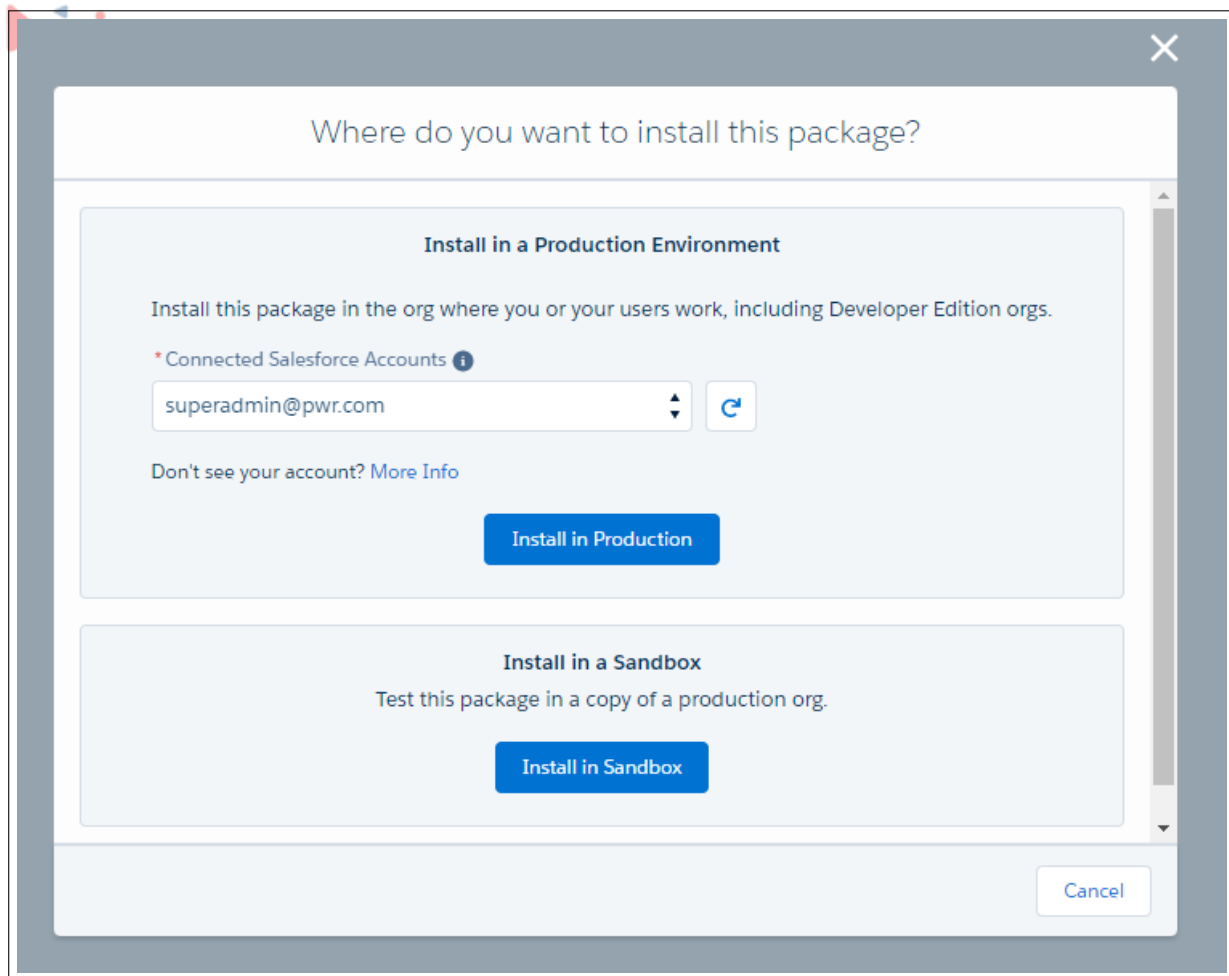 Where do you want to install this package?
Install in a Production Environment
Install this package in the org where you or your users work, including Developer Edition orgs.
* Connected Salesforce Accounts
superadmin@pwr.com
Don't see your account? More Info
Install in Production
Install in a Sandbox
Test this package in a copy of a production org.
Install in Sandbox
Cancel